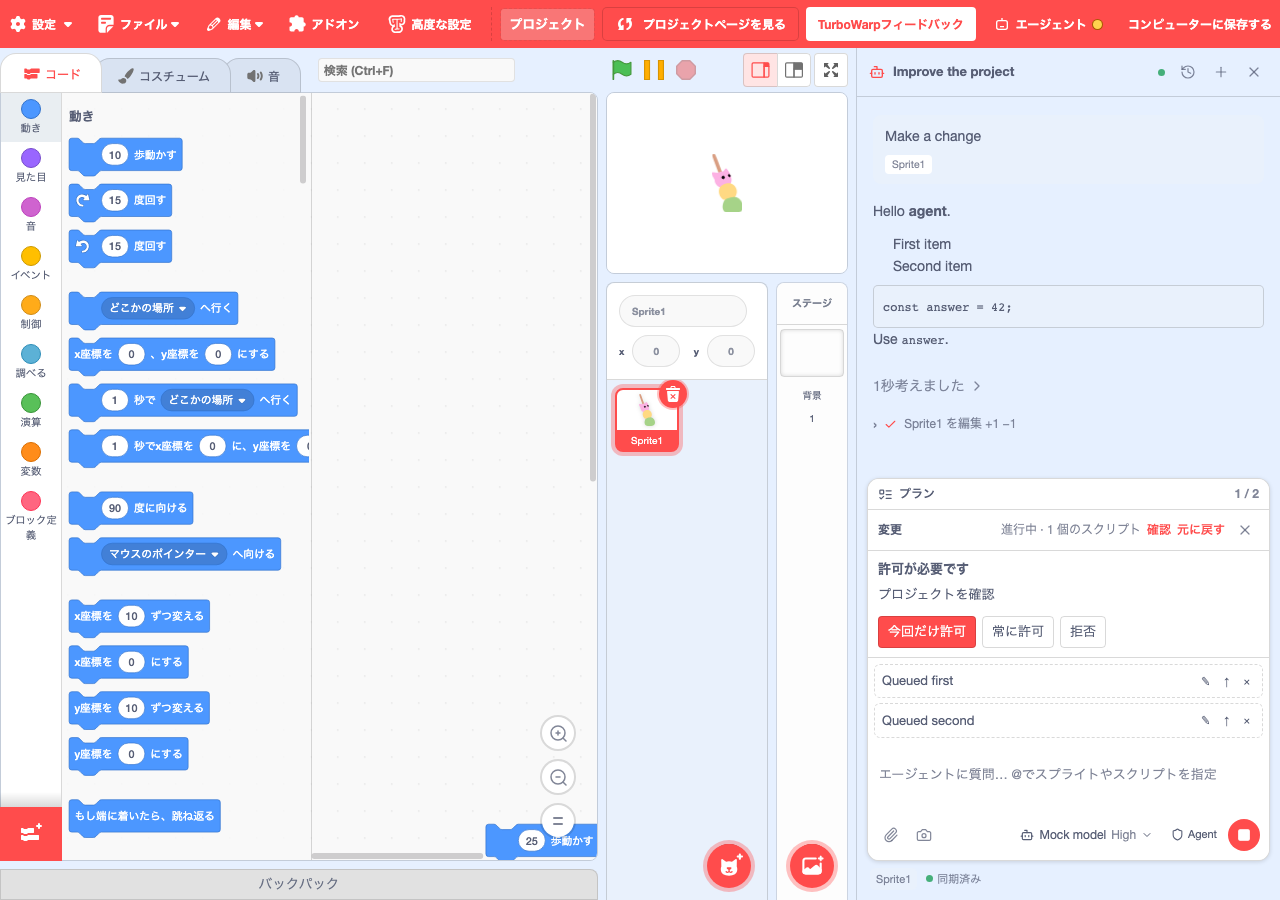 設定
ファイル
編集
アドオン
高度な設定
プロジェクト
プロジェクトページを見る
TurboWarpフィードバック
エージェント
コンピューターに保存する
コード
コスチューム
音
検索 (Ctrl+F)
動き
見た目
音
イベント
制御
調べる
演算
変数
ブロック定義
動き
10 歩動かす
15 度回す
15 度回す
どこかの場所 へ行く
x座標を 0 、y座標を 0 にする
1 秒で どこかの場所 へ行く
1 秒でx座標を 0 に、y座標を
90 度に向ける
マウスのポインター へ向ける
x座標を 10 ずつ変える
x座標を 0 にする
y座標を 10 ずつ変える
y座標を 0 にする
もし端に着いたら、跳ね返る
25 歩動かす
バックパック
Sprite1
x 0 y 0
Sprite1
ステージ
背景
1
Improve the project
Make a change
Sprite1
Hello agent.
First item
Second item
const answer = 42;
Use answer.
1秒考えました
Sprite1 を編集 +1 −1
プラン 1 / 2
変更 進行中 · 1 個のスクリプト 確認 元に戻す
許可が必要です
プロジェクトを確認
今回だけ許可 常に許可 拒否
Queued first
Queued second
エージェントに質問… @でスプライトやスクリプトを指定
Mock model High Agent
Sprite1 同期済み